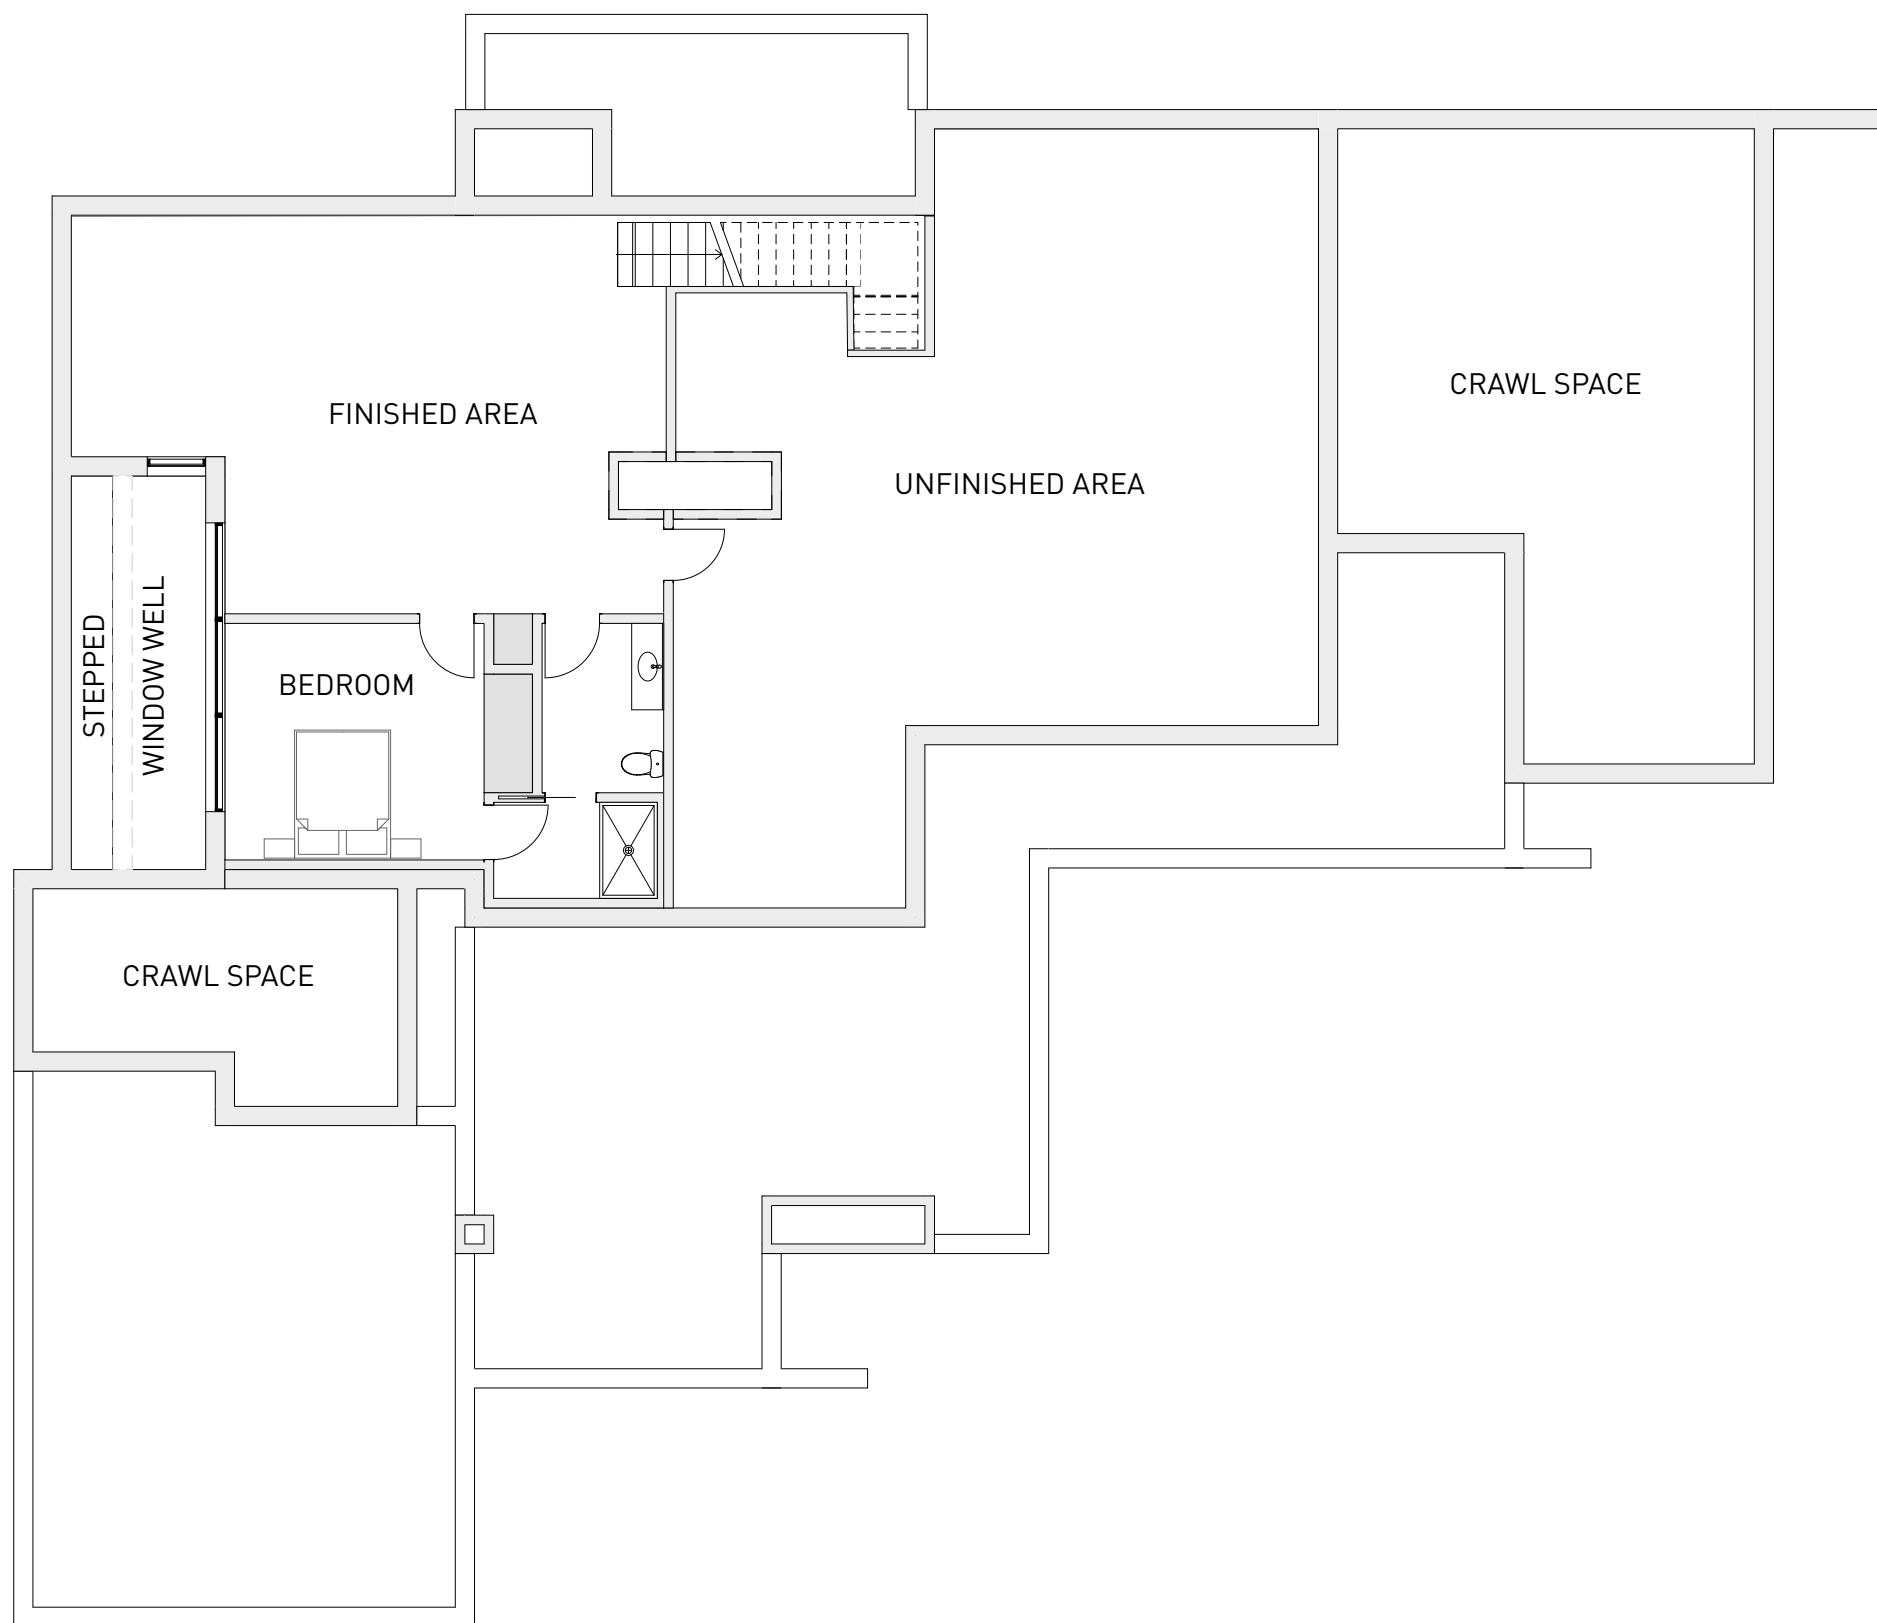 CRAWL SPACE
FINISHED AREA
UNFINISHED AREA
STEPPED
WINDOW WELL
BEDROOM
CRAWL SPACE